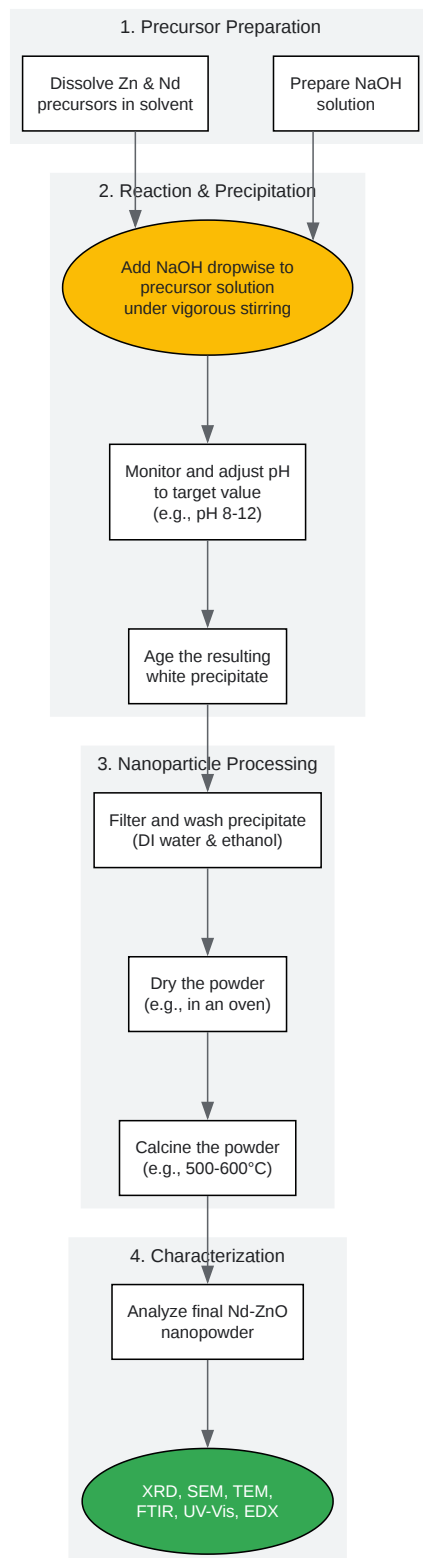 1. Precursor Preparation
Dissolve Zn & Nd
precursors in solvent
Prepare NaOH
solution
2. Reaction & Precipitation
Add NaOH dropwise to
precursor solution
under vigorous stirring
Monitor and adjust pH
to target value
(e.g., pH 8-12)
Age the resulting
white precipitate
3. Nanoparticle Processing
Filter and wash precipitate
(DI water & ethanol)
Dry the powder
(e.g., in an oven)
Calcine the powder
(e.g., 500-600°C)
4. Characterization
Analyze final Nd-ZnO
nanopowder
XRD, SEM, TEM,
FTIR, UV-Vis, EDX